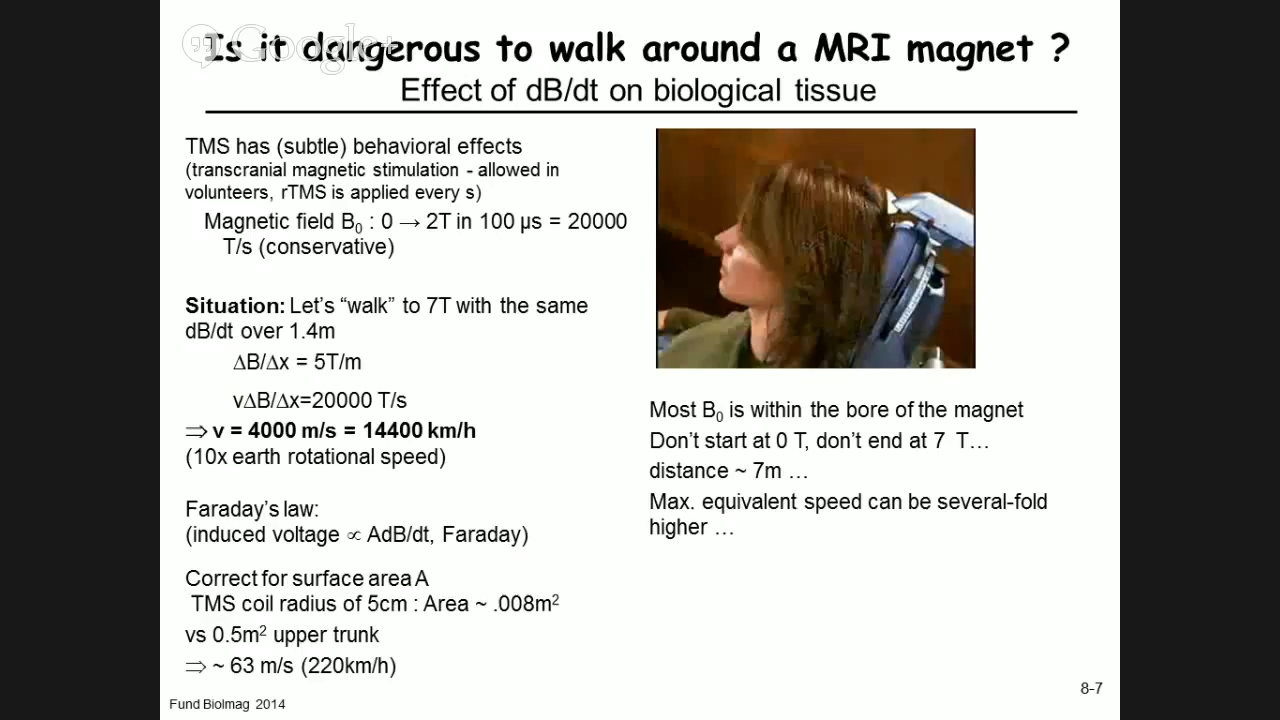 Is it dangerous to walk around a MRI magnet ?
Google+
Effect of dB/dt on biological tissue
TMS has (subtle) behavioral effects
(transcranial magnetic stimulation - allowed in
volunteers, rTMS is applied every s)
Magnetic field B₀ : 0 → 2T in 100 µs = 20000
T/s (conservative)
Situation: Let's “walk” to 7T with the same
dB/dt over 1.4m
∆B/∆x = 5T/m
v∆B/∆x=20000 T/s
⇒ v = 4000 m/s = 14400 km/h
(10x earth rotational speed)
Faraday's law:
(induced voltage ∝ AdB/dt, Faraday)
Correct for surface area A
TMS coil radius of 5cm : Area ~ .008m²
vs 0.5m² upper trunk
⇒ ~ 63 m/s (220km/h)
Most B₀ is within the bore of the magnet
Don't start at 0 T, don't end at 7 T…
distance ~ 7m …
Max. equivalent speed can be several-fold
higher …
Fund BioImag 2014
8-7